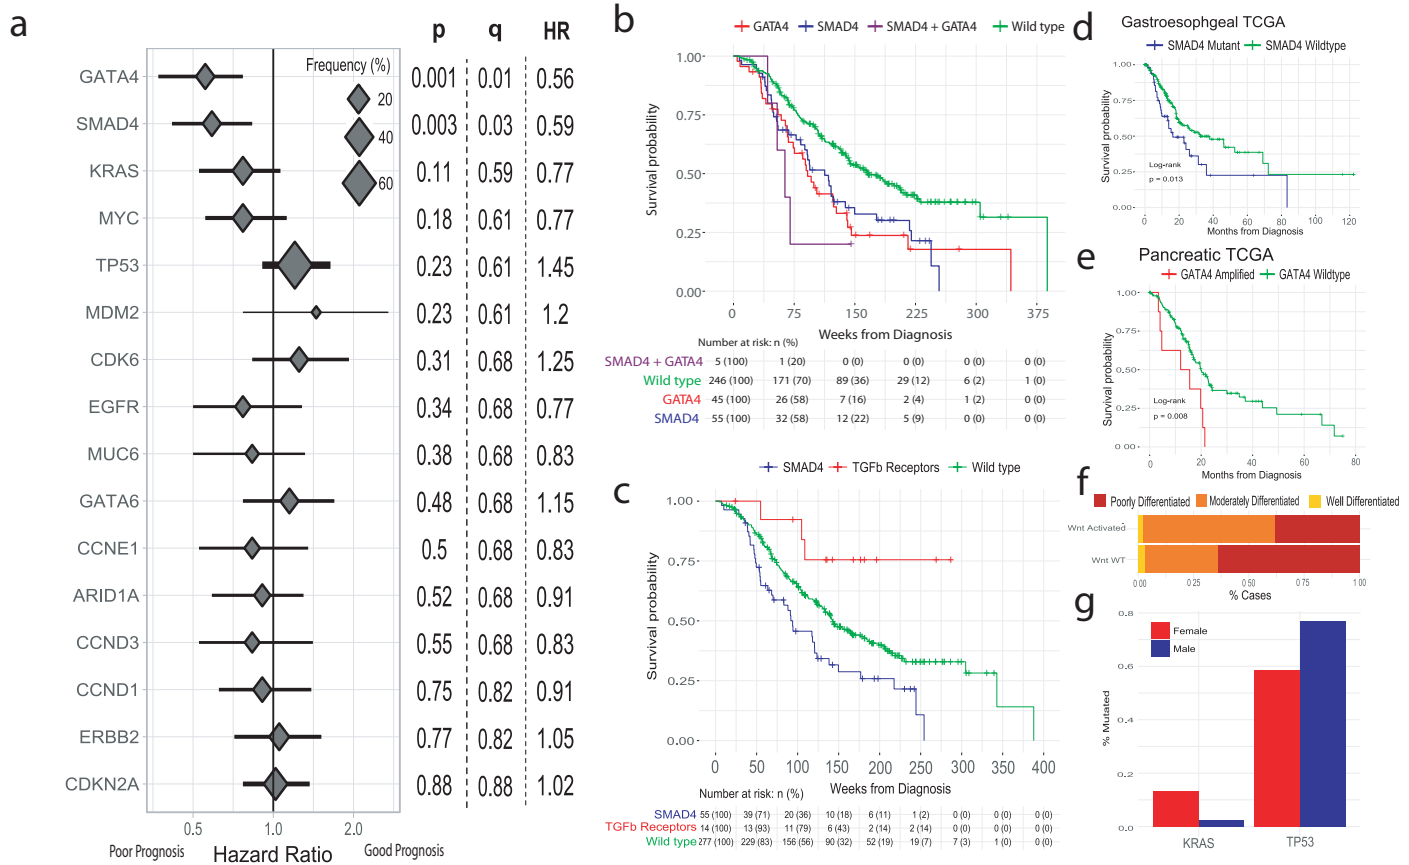 a
p q HR
Frequency (%)
20
40
60
GATA4 0.001 0.01 0.56
SMAD4 0.003 0.03 0.59
KRAS 0.11 0.59 0.77
MYC 0.18 0.61 0.77
TP53 0.23 0.61 1.45
MDM2 0.23 0.61 1.2
CDK6 0.31 0.68 1.25
EGFR 0.34 0.68 0.77
MUC6 0.38 0.68 0.83
GATA6 0.48 0.68 1.15
CCNE1 0.5 0.68 0.83
ARID1A 0.52 0.68 0.91
CCND3 0.55 0.68 0.83
CCND1 0.75 0.82 0.91
ERBB2 0.77 0.82 1.05
CDKN2A 0.88 0.88 1.02
0.5 1.0 2.0
Poor Prognosis Hazard Ratio Good Prognosis
b
GATA4 SMAD4 SMAD4 + GATA4 Wild type
Survival probability
1.00
0.75
0.50
0.25
0.00
0 75 150 225 300 375
Weeks from Diagnosis
Number at risk: n (%)
SMAD4 + GATA4 5 (100) 1 (20) 0 (0) 0 (0) 0 (0) 0 (0)
Wild type 246 (100) 171 (70) 89 (36) 29 (12) 6 (2) 1 (0)
GATA4 45 (100) 26 (58) 7 (16) 2 (4) 1 (2) 0 (0)
SMAD4 55 (100) 32 (58) 12 (22) 5 (9) 0 (0) 0 (0)
c
SMAD4 TGFb Receptors Wild type
Survival probability
1.00
0.75
0.50
0.25
0.00
0 50 100 150 200 250 300 350 400
Number at risk: n (%) Weeks from Diagnosis
SMAD4 55 (100) 39 (71) 20 (36) 10 (18) 6 (11) 1 (2) 0 (0) 0 (0) 0 (0)
TGFb Receptors 14 (100) 13 (93) 11 (79) 6 (43) 2 (14) 2 (14) 0 (0) 0 (0) 0 (0)
Wild type 277 (100) 229 (83) 156 (56) 90 (32) 52 (19) 19 (7) 7 (3) 1 (0) 0 (0)
d
Gastroesophgeal TCGA
SMAD4 Mutant SMAD4 Wildtype
Survival probability
1.00
0.75
0.50
0.25
0.00
Log-rank
p = 0.013
0 20 40 60 80 100 120
Months from Diagnosis
e
Pancreatic TCGA
GATA4 Amplified GATA4 Wildtype
Survival probability
1.00
0.75
0.50
0.25
0.00
Log-rank
p = 0.008
0 20 40 60 80
Months from Diagnosis
f
Poorly Differentiated Moderately Differentiated Well Differentiated
Wnt Activated
Wnt WT
0.00 0.25 0.50 0.75 1.00
% Cases
g
% Mutated
0.8
0.6
0.4
0.2
0.0
Female
Male
KRAS TP53